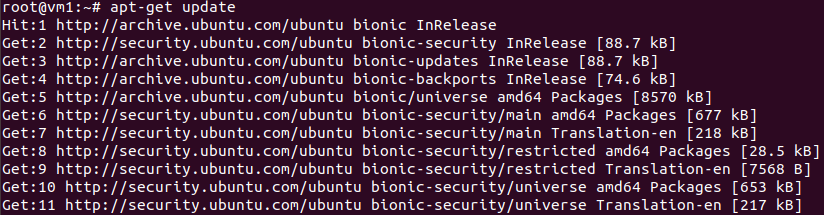 root@vm1:~# apt-get update
Hit:1 http://archive.ubuntu.com/ubuntu bionic InRelease
Get:2 http://security.ubuntu.com/ubuntu bionic-security InRelease [88.7 kB]
Get:3 http://archive.ubuntu.com/ubuntu bionic-updates InRelease [88.7 kB]
Get:4 http://archive.ubuntu.com/ubuntu bionic-backports InRelease [74.6 kB]
Get:5 http://archive.ubuntu.com/ubuntu bionic/universe amd64 Packages [8570 kB]
Get:6 http://security.ubuntu.com/ubuntu bionic-security/main amd64 Packages [677 kB]
Get:7 http://security.ubuntu.com/ubuntu bionic-security/main Translation-en [218 kB]
Get:8 http://security.ubuntu.com/ubuntu bionic-security/restricted amd64 Packages [28.5 kB]
Get:9 http://security.ubuntu.com/ubuntu bionic-security/restricted Translation-en [7568 B]
Get:10 http://security.ubuntu.com/ubuntu bionic-security/universe amd64 Packages [653 kB]
Get:11 http://security.ubuntu.com/ubuntu bionic-security/universe Translation-en [217 kB]